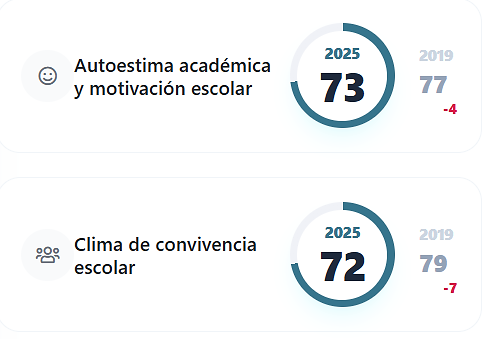 Autoestima académica
y motivación escolar
2025
73
2019
77
-4
Clima de convivencia
escolar
2025
72
2019
79
-7